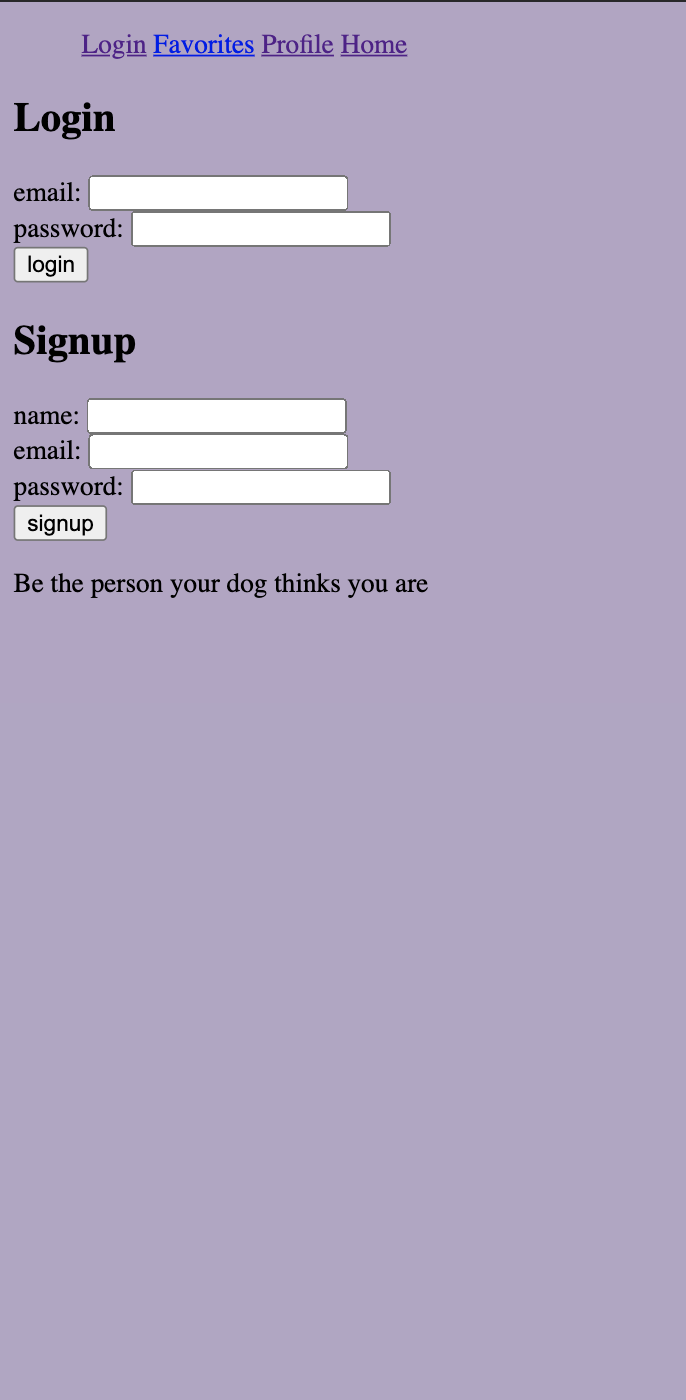 Login Favorites Profile Home
Login
email:
password:
login
Signup
name:
email:
password:
signup
Be the person your dog thinks you are